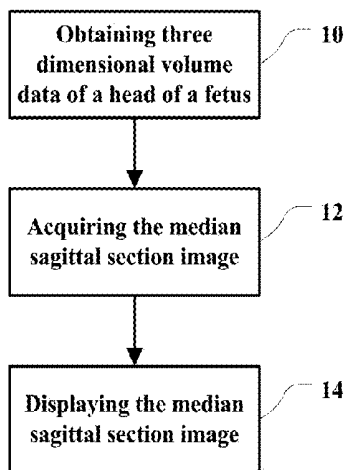 Obtaining three
10
dimensional volume
data of a head of a fetus
12
Acquiring the median
sagittal section image
14
Displaying the median
sagittal section image